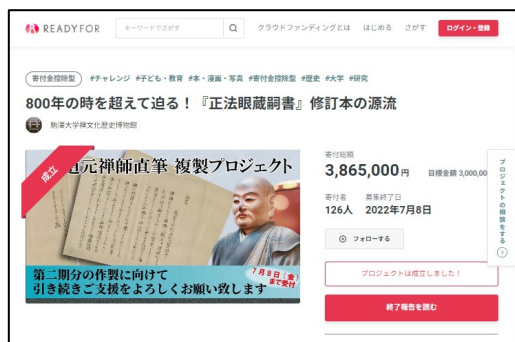 READYFOR
キーワードでさがす
クラウドファンディングとは はじめる さがす ログイン・登録
寄付金控除型 #チャレンジ #子ども・教育 #本・漫画・写真 #寄付金控除型 #歴史 #大学 #研究
800年の時を超えて迫る！『正法眼蔵嗣書』修訂本の源流
駒澤大学禅文化歴史博物館
成立
道元禅師直筆 複製プロジェクト
第二期分の作製に向けて
引き続きご支援をよろしくお願い致します
7月8日（金）
まで受付
寄付総額
3,865,000円 目標金額 3,000,00
寄付者 募集終了日
126人 2022年7月8日
フォローする
プロジェクトは成立しました！
終了報告を読む
プロジェクトの相談をする